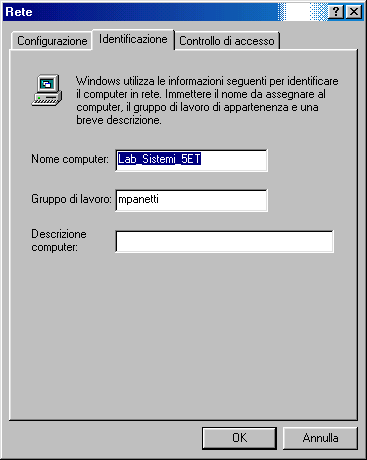 Rete
Configurazione Identificazione Controllo di accesso
Windows utilizza le informazioni seguenti per identificare
il computer in rete. Immettere il nome da assegnare al
computer, il gruppo di lavoro di appartenenza e una
breve descrizione.
Nome computer: Lab_Sistemi_5ET
Gruppo di lavoro: mpanetti
Descrizione
computer:
OK Annulla